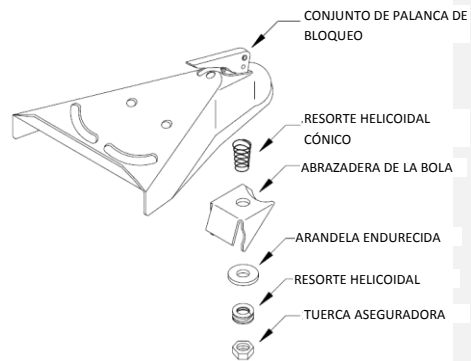 CONJUNTO DE PALANCA DE
BLOQUEO
RESORTE HELICOIDAL
CÓNICO
ABRAZADERA DE LA BOLA
ARANDELA ENDURECIDA
RESORTE HELICOIDAL
TUERCA ASEGURADORA